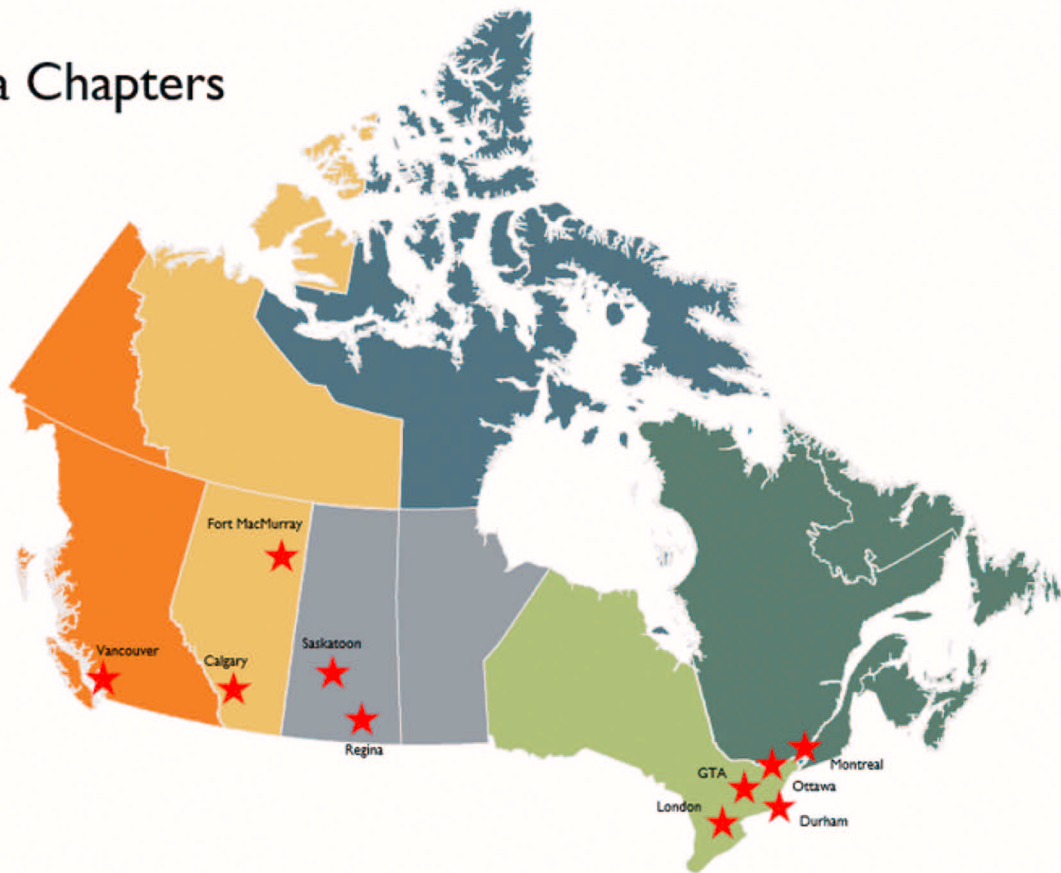 a Chapters
Fort MacMurray
Vancouver
Calgary
Saskatoon
Regina
GTA
Montreal
Ottawa
London
Durham